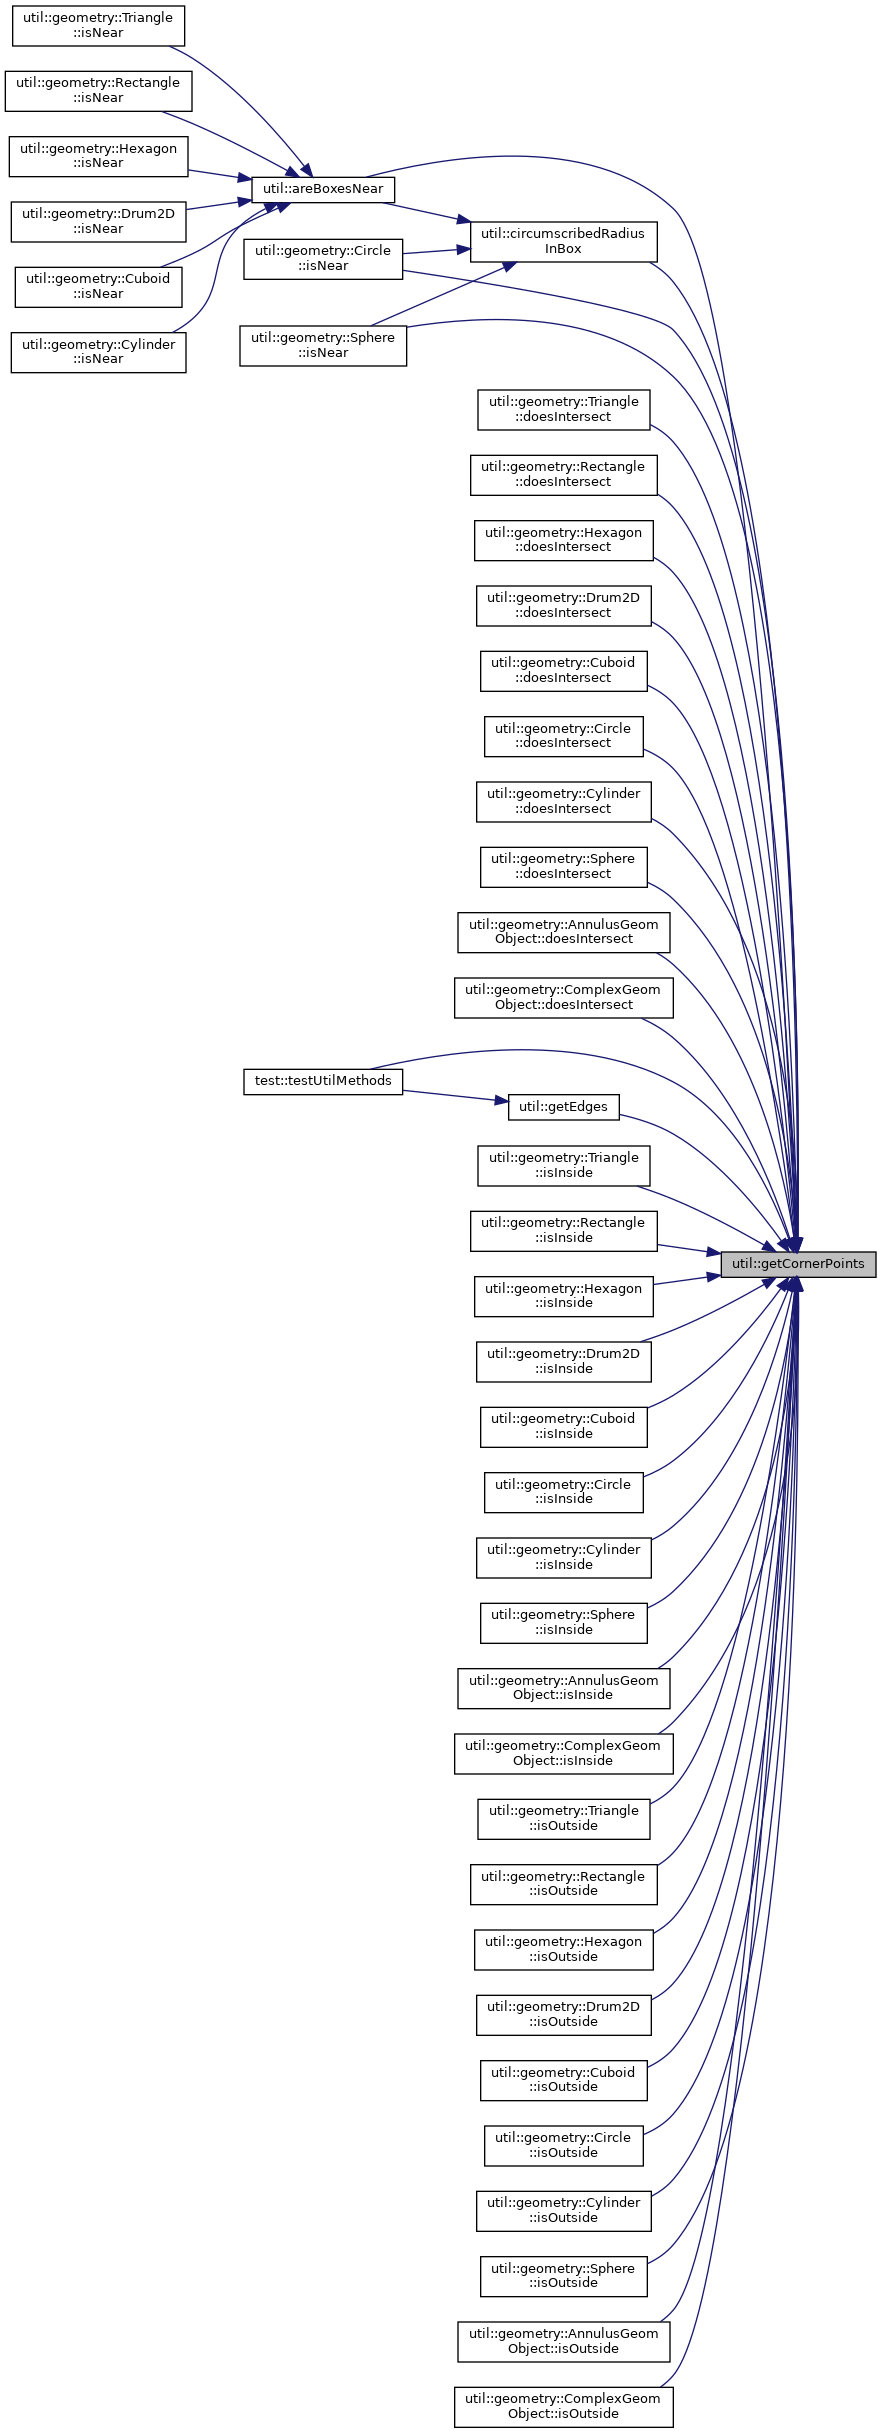 util::geometry::Triangle
::isNear
util::geometry::Rectangle
::isNear
util::geometry::Hexagon
::isNear
util::geometry::Drum2D
::isNear
util::geometry::Cuboid
::isNear
util::geometry::Cylinder
::isNear
util::areBoxesNear
util::geometry::Circle
::isNear
util::geometry::Sphere
::isNear
util::circumscribedRadius
InBox
util::geometry::Triangle
::doesIntersect
util::geometry::Rectangle
::doesIntersect
util::geometry::Hexagon
::doesIntersect
util::geometry::Drum2D
::doesIntersect
util::geometry::Cuboid
::doesIntersect
util::geometry::Circle
::doesIntersect
util::geometry::Cylinder
::doesIntersect
util::geometry::Sphere
::doesIntersect
util::geometry::AnnulusGeom
Object::doesIntersect
util::geometry::ComplexGeom
Object::doesIntersect
test::testUtilMethods
util::getEdges
util::geometry::Triangle
::isInside
util::geometry::Rectangle
::isInside
util::getCornerPoints
util::geometry::Hexagon
::isInside
util::geometry::Drum2D
::isInside
util::geometry::Cuboid
::isInside
util::geometry::Circle
::isInside
util::geometry::Cylinder
::isInside
util::geometry::Sphere
::isInside
util::geometry::AnnulusGeom
Object::isInside
util::geometry::ComplexGeom
Object::isInside
util::geometry::Triangle
::isOutside
util::geometry::Rectangle
::isOutside
util::geometry::Hexagon
::isOutside
util::geometry::Drum2D
::isOutside
util::geometry::Cuboid
::isOutside
util::geometry::Circle
::isOutside
util::geometry::Cylinder
::isOutside
util::geometry::Sphere
::isOutside
util::geometry::AnnulusGeom
Object::isOutside
util::geometry::ComplexGeom
Object::isOutside